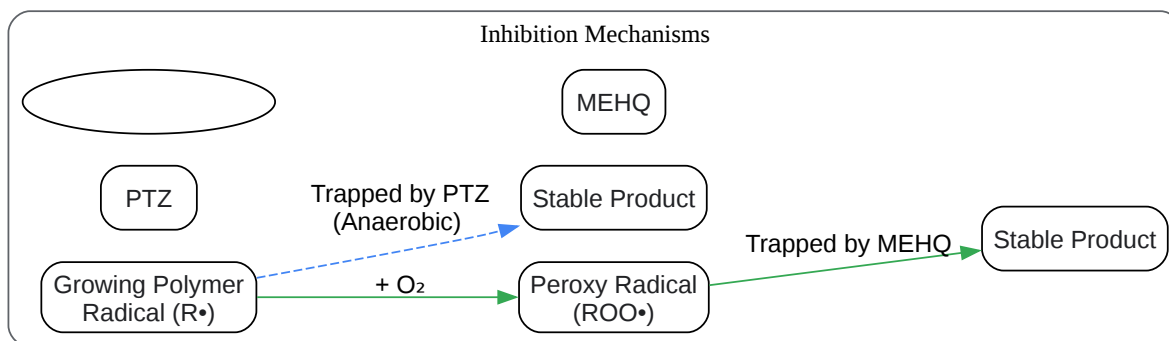 Inhibition Mechanisms
MEHQ
PTZ
Trapped by PTZ
(Anaerobic)
Stable Product
Trapped by MEHQ
Stable Product
Growing Polymer
Radical (R•)
+ O₂
Peroxy Radical
(ROO•)